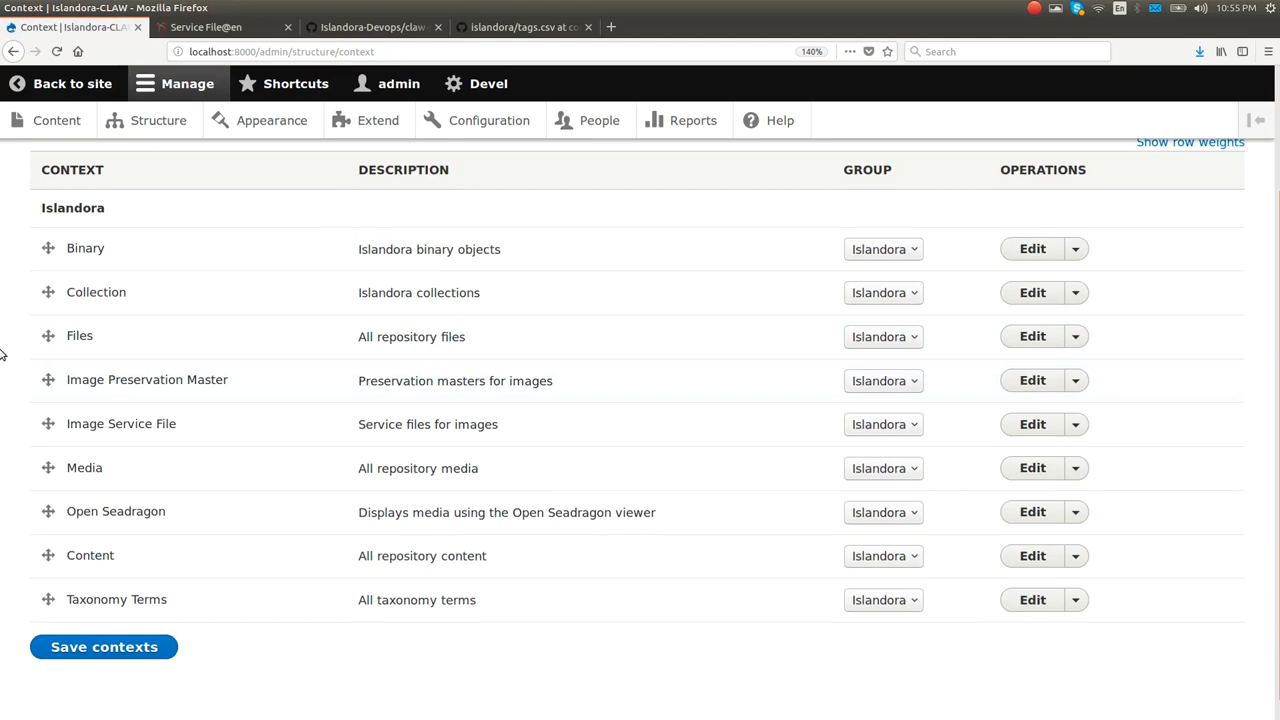 Context | Islandora-CLAW - Mozilla Firefox
En 10:55 PM
Context | Islandora-CLA
Service File@en
Islandora-Devops/claw-
islandora/tags.csv at co
localhost:8000/admin/structure/context
140%
Search
Back to site
Manage
Shortcuts
admin
Devel
Content
Structure
Appearance
Extend
Configuration
People
Reports
Help
Show row weights
CONTEXT DESCRIPTION GROUP OPERATIONS
Islandora
Binary Islandora binary objects Islandora Edit
Collection Islandora collections Islandora Edit
Files All repository files Islandora Edit
Image Preservation Master Preservation masters for images Islandora Edit
Image Service File Service files for images Islandora Edit
Media All repository media Islandora Edit
Open Seadragon Displays media using the Open Seadragon viewer Islandora Edit
Content All repository content Islandora Edit
Taxonomy Terms All taxonomy terms Islandora Edit
Save contexts